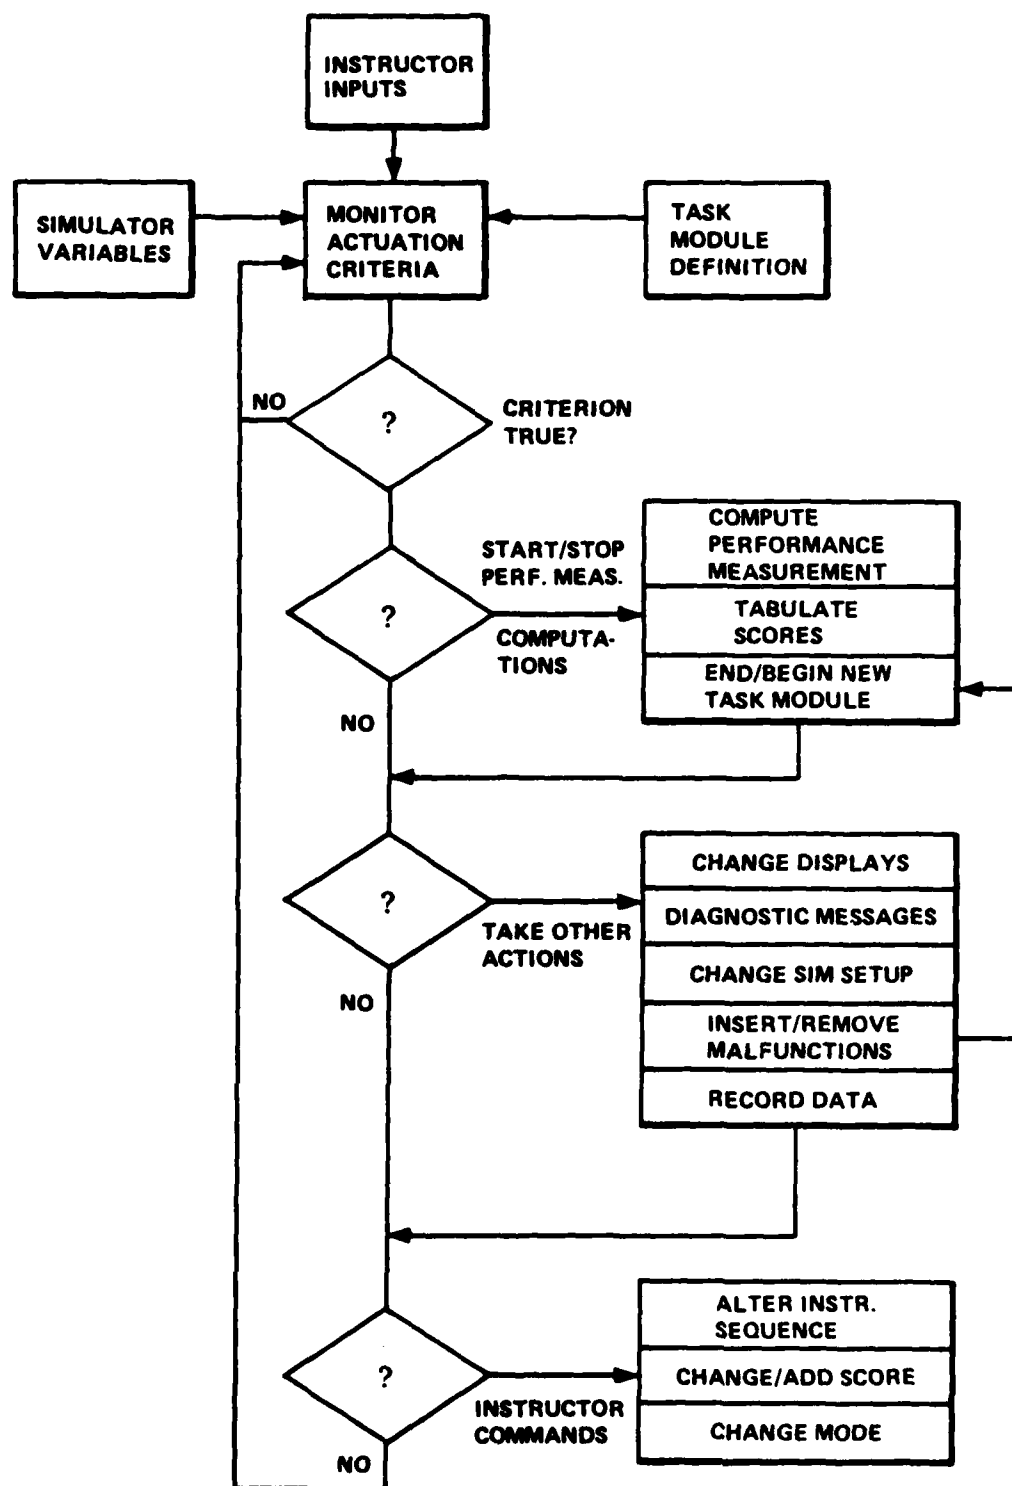 INSTRUCTOR
INPUTS
SIMULATOR
VARIABLES
MONITOR
ACTUATION
CRITERIA
TASK
MODULE
DEFINITION
NO
?
CRITERION
TRUE?
START/STOP
PERF. MEAS.
?
COMPUTA-
TIONS
COMPUTE
PERFORMANCE
MEASUREMENT
TABULATE
SCORES
END/BEGIN NEW
TASK MODULE
NO
?
TAKE OTHER
ACTIONS
CHANGE DISPLAYS
DIAGNOSTIC MESSAGES
CHANGE SIM SETUP
INSERT/REMOVE
MALFUNCTIONS
RECORD DATA
NO
?
INSTRUCTOR
COMMANDS
ALTER INSTR.
SEQUENCE
CHANGE/ADD SCORE
CHANGE MODE
NO